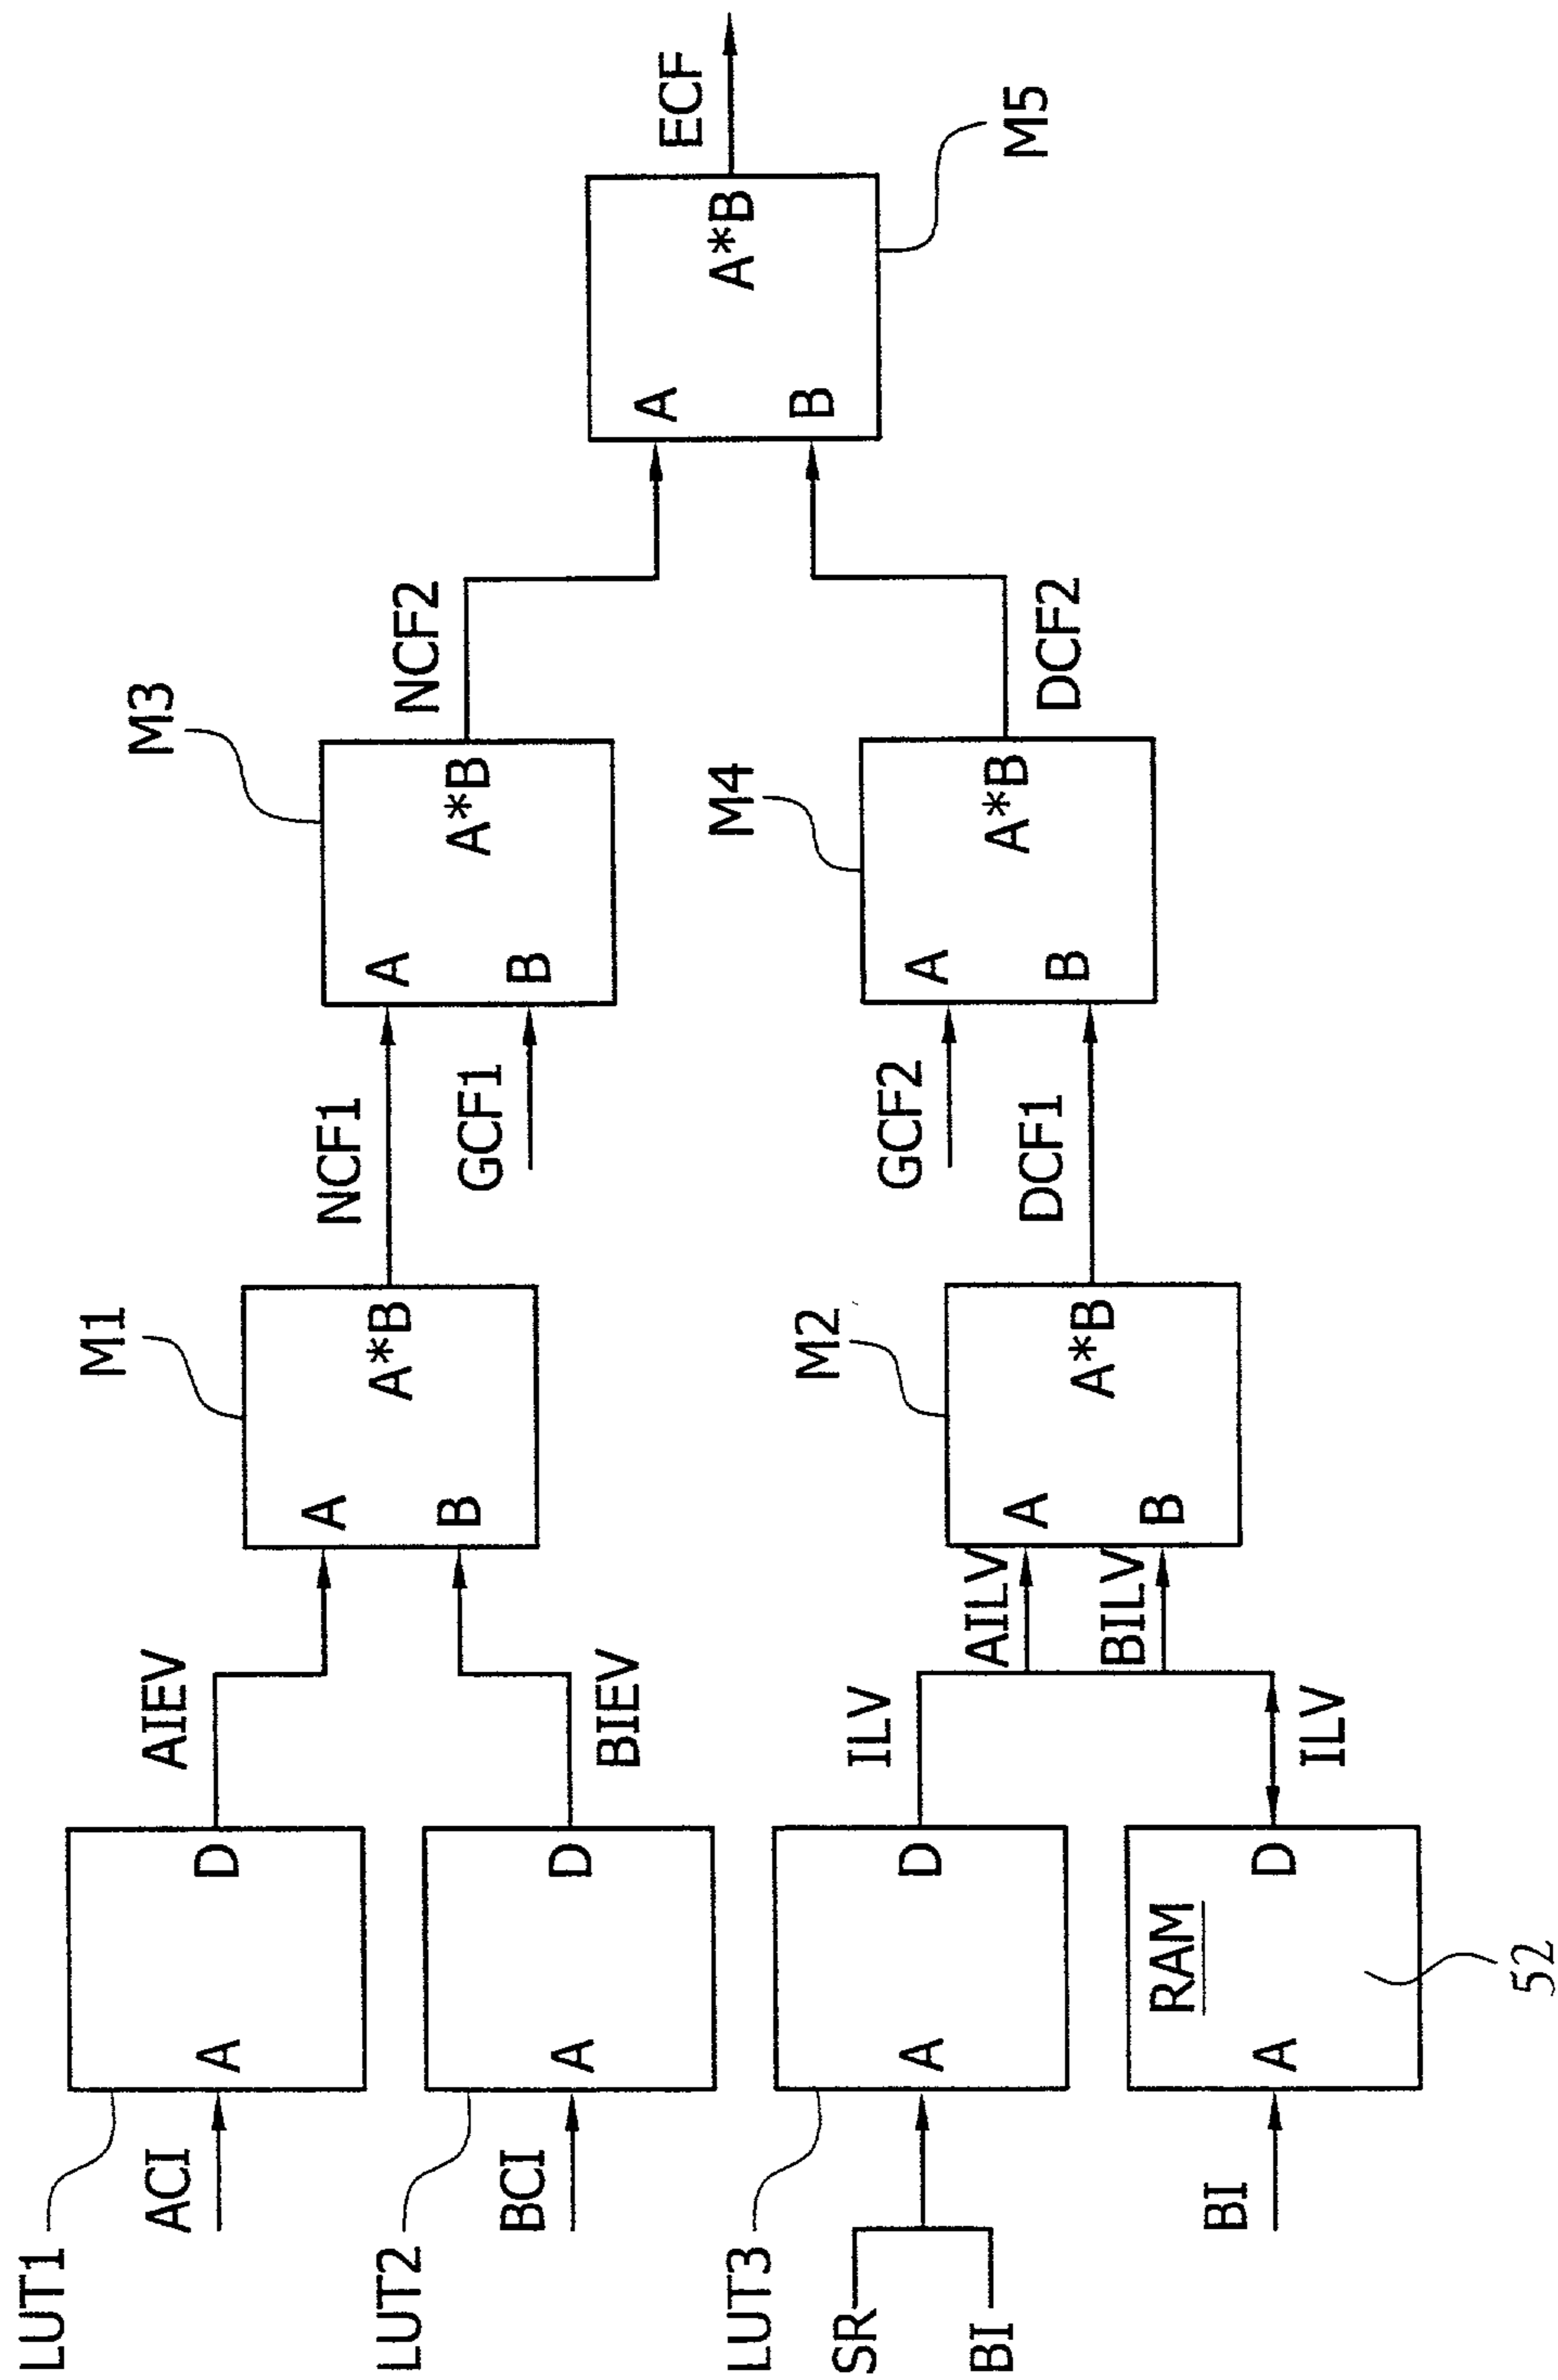 LUT1
ACI
A
D
AIEV
LUT2
BCI
A
D
BIEV
M1
A
B
A*B
NCF1
GCF1
M3
A
B
A*B
NCF2
LUT3
SR
BI
A
D
ILV
BI
RAM
A
D
ILV
52
AILV
BILV
M2
A
B
A*B
DCF1
GCF2
M4
A
B
A*B
DCF2
A
B
A*B
M5
ECF